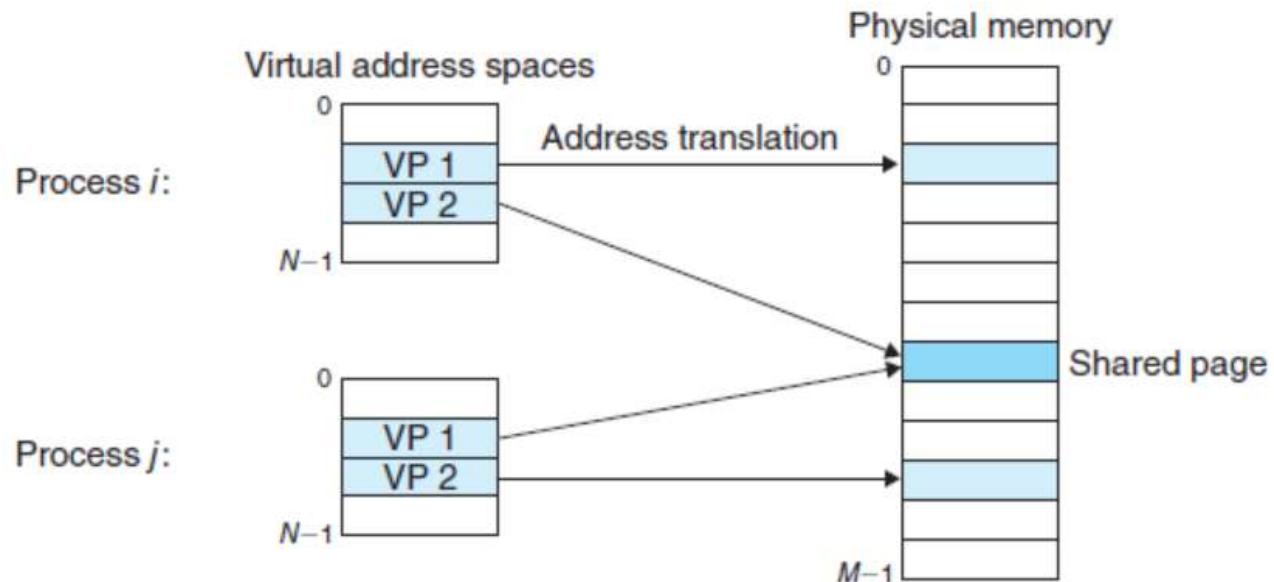 Physical memory
Virtual address spaces
0
0
Address translation
Process i:
VP 1
VP 2
N−1
Shared page
0
Process j:
VP 1
VP 2
N−1
M−1